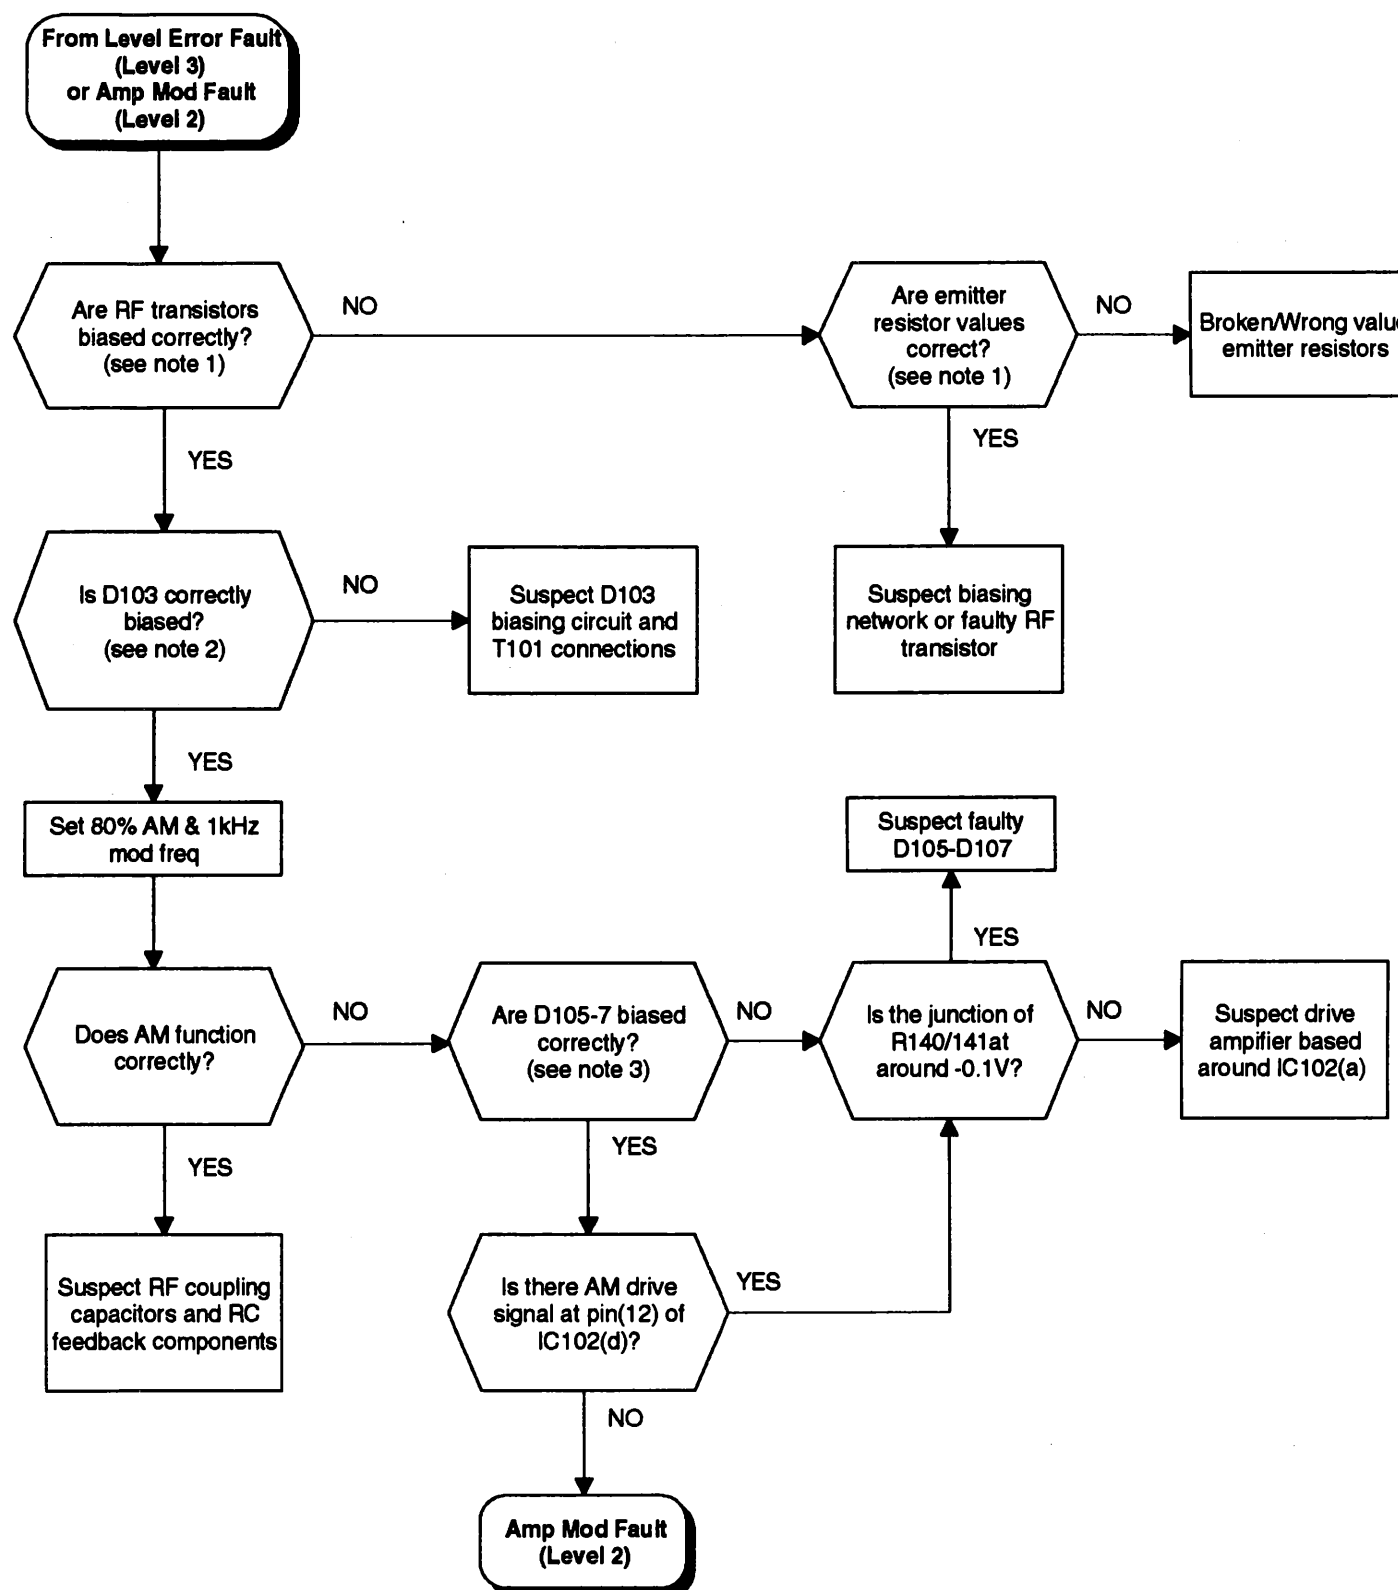 From Level Error Fault
(Level 3)
or Amp Mod Fault
(Level 2)
Are RF transistors
biased correctly?
(see note 1)
NO
Are emitter
resistor values
correct?
(see note 1)
NO
Broken/Wrong value
emitter resistors
YES
YES
Is D103 correctly
biased?
(see note 2)
NO
Suspect D103
biasing circuit and
T101 connections
Suspect biasing
network or faulty RF
transistor
YES
Set 80% AM & 1kHz
mod freq
Suspect faulty
D105-D107
YES
Does AM function
correctly?
NO
Are D105-7 biased
correctly?
(see note 3)
NO
Is the junction of
R140/141at
around -0.1V?
NO
Suspect drive
ampifier based
around IC102(a)
YES
YES
Suspect RF coupling
capacitors and RC
feedback components
Is there AM drive
signal at pin(12) of
IC102(d)?
YES
NO
Amp Mod Fault
(Level 2)